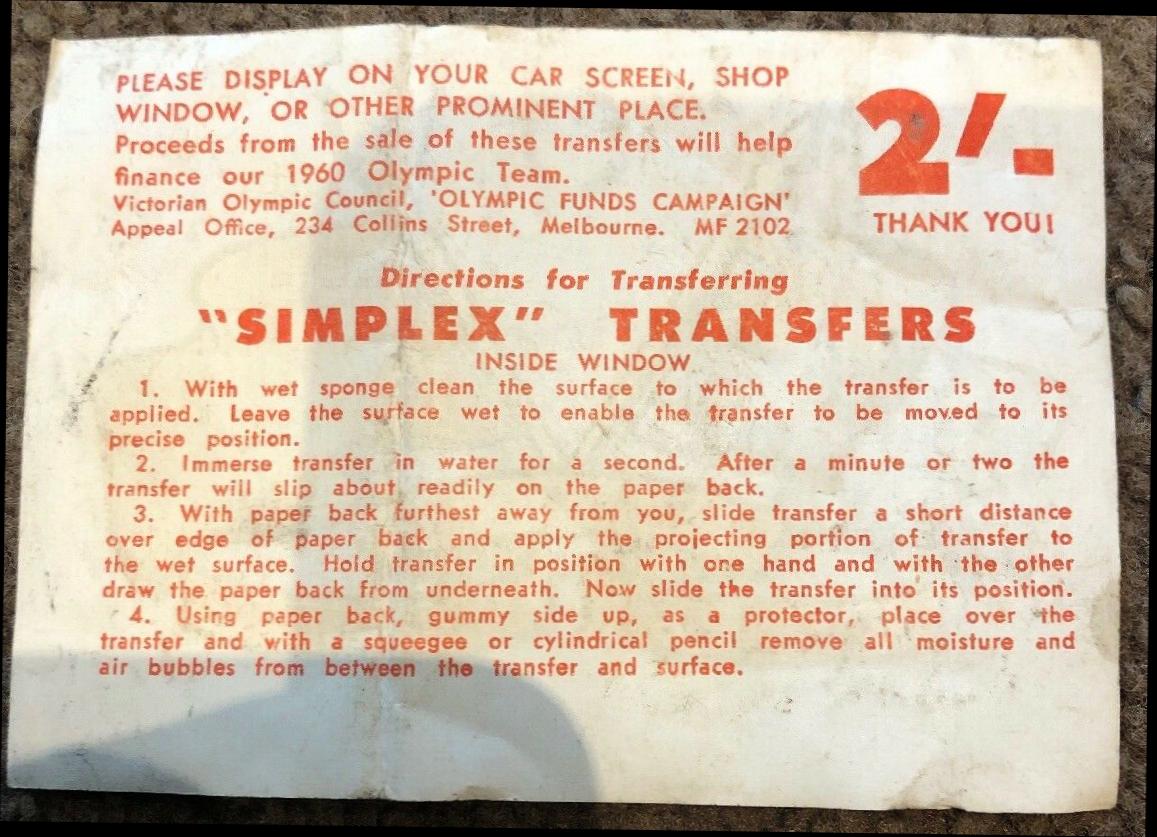 PLEASE DISPLAY ON YOUR CAR SCREEN, SHOP
WINDOW, OR OTHER PROMINENT PLACE.
Proceeds from the sale of these transfers will help
finance our 1960 Olympic Team.
Victorian Olympic Council, 'OLYMPIC FUNDS CAMPAIGN'
Appeal Office, 234 Collins Street, Melbourne. MF 2102
2/-
THANK YOU!
Directions for Transferring
"SIMPLEX" TRANSFERS
INSIDE WINDOW
1. With wet sponge clean the surface to which the transfer is to be
applied. Leave the surface wet to enable the transfer to be moved to its
precise position.
2. Immerse transfer in water for a second. After a minute or two the
transfer will slip about readily on the paper back.
3. With paper back furthest away from you, slide transfer a short distance
over edge of paper back and apply the projecting portion of transfer to
the wet surface. Hold transfer in position with one hand and with the other
draw the paper back from underneath. Now slide the transfer into its position.
4. Using paper back, gummy side up, as a protector, place over the
transfer and with a squeegee or cylindrical pencil remove all moisture and
air bubbles from between the transfer and surface.